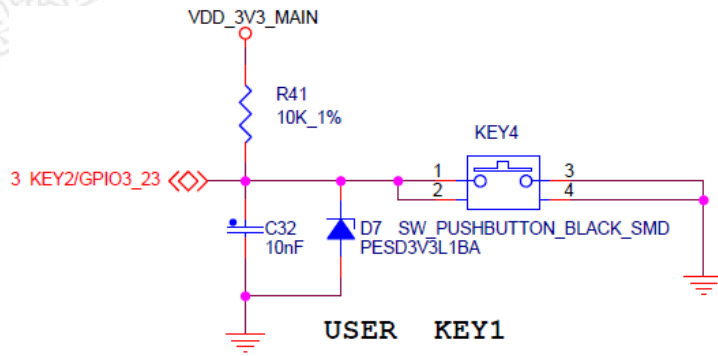 VDD_3V3_MAIN
R41
10K_1%
KEY4
3 KEY2/GPIO3_23
1
3
2
4
C32
10nF
D7
SW_PUSHBUTTON_BLACK_SMD
PESD3V3L1BA
USER KEY1